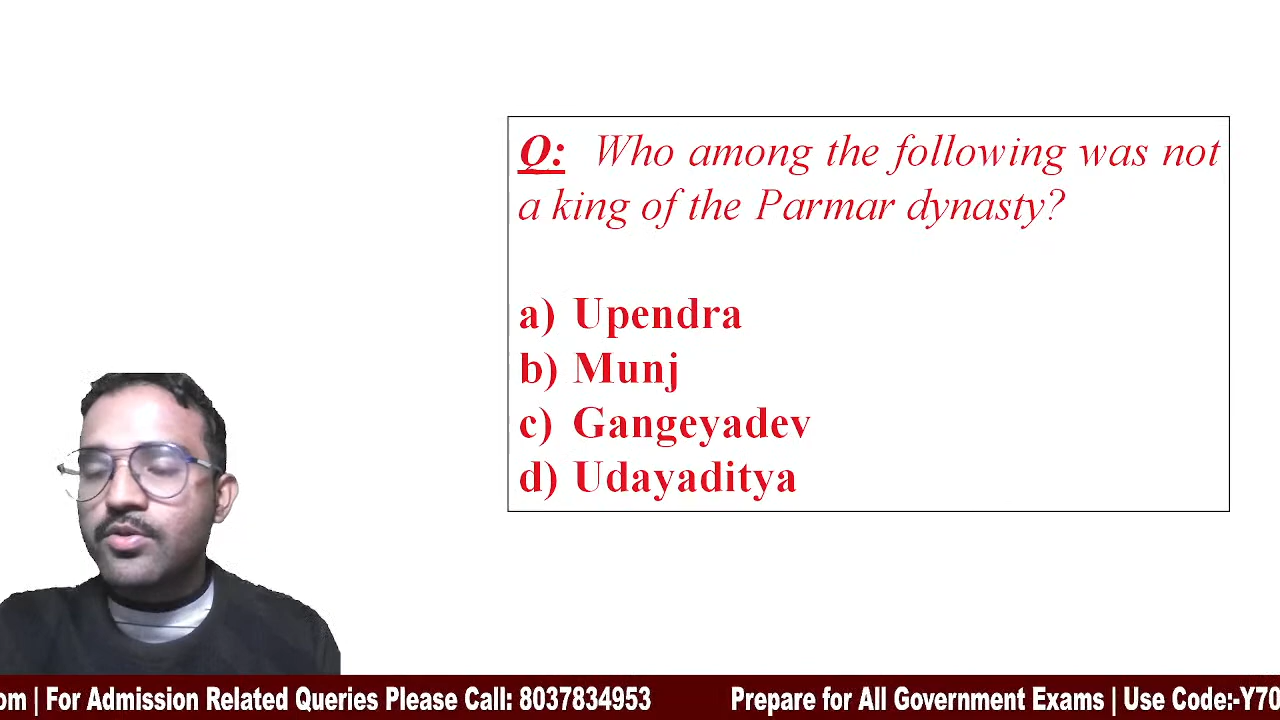 Q: Who among the following was not
a king of the Parmar dynasty?
a) Upendra
b) Munj
c) Gangeyadev
d) Udayaditya
om | For Admission Related Queries Please Call: 8037834953 Prepare for All Government Exams | Use Code:-Y70